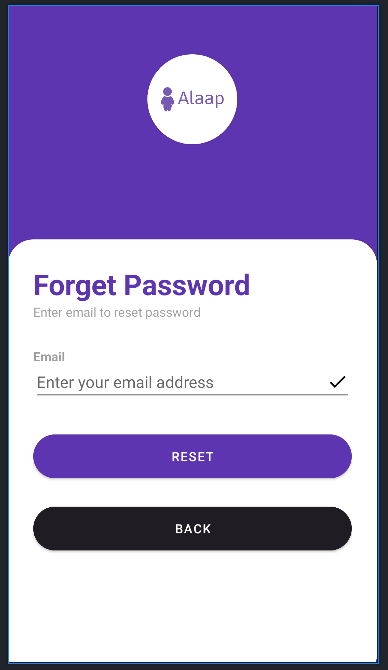 Alaap
Forget Password
Enter email to reset password
Email
Enter your email address
RESET
BACK